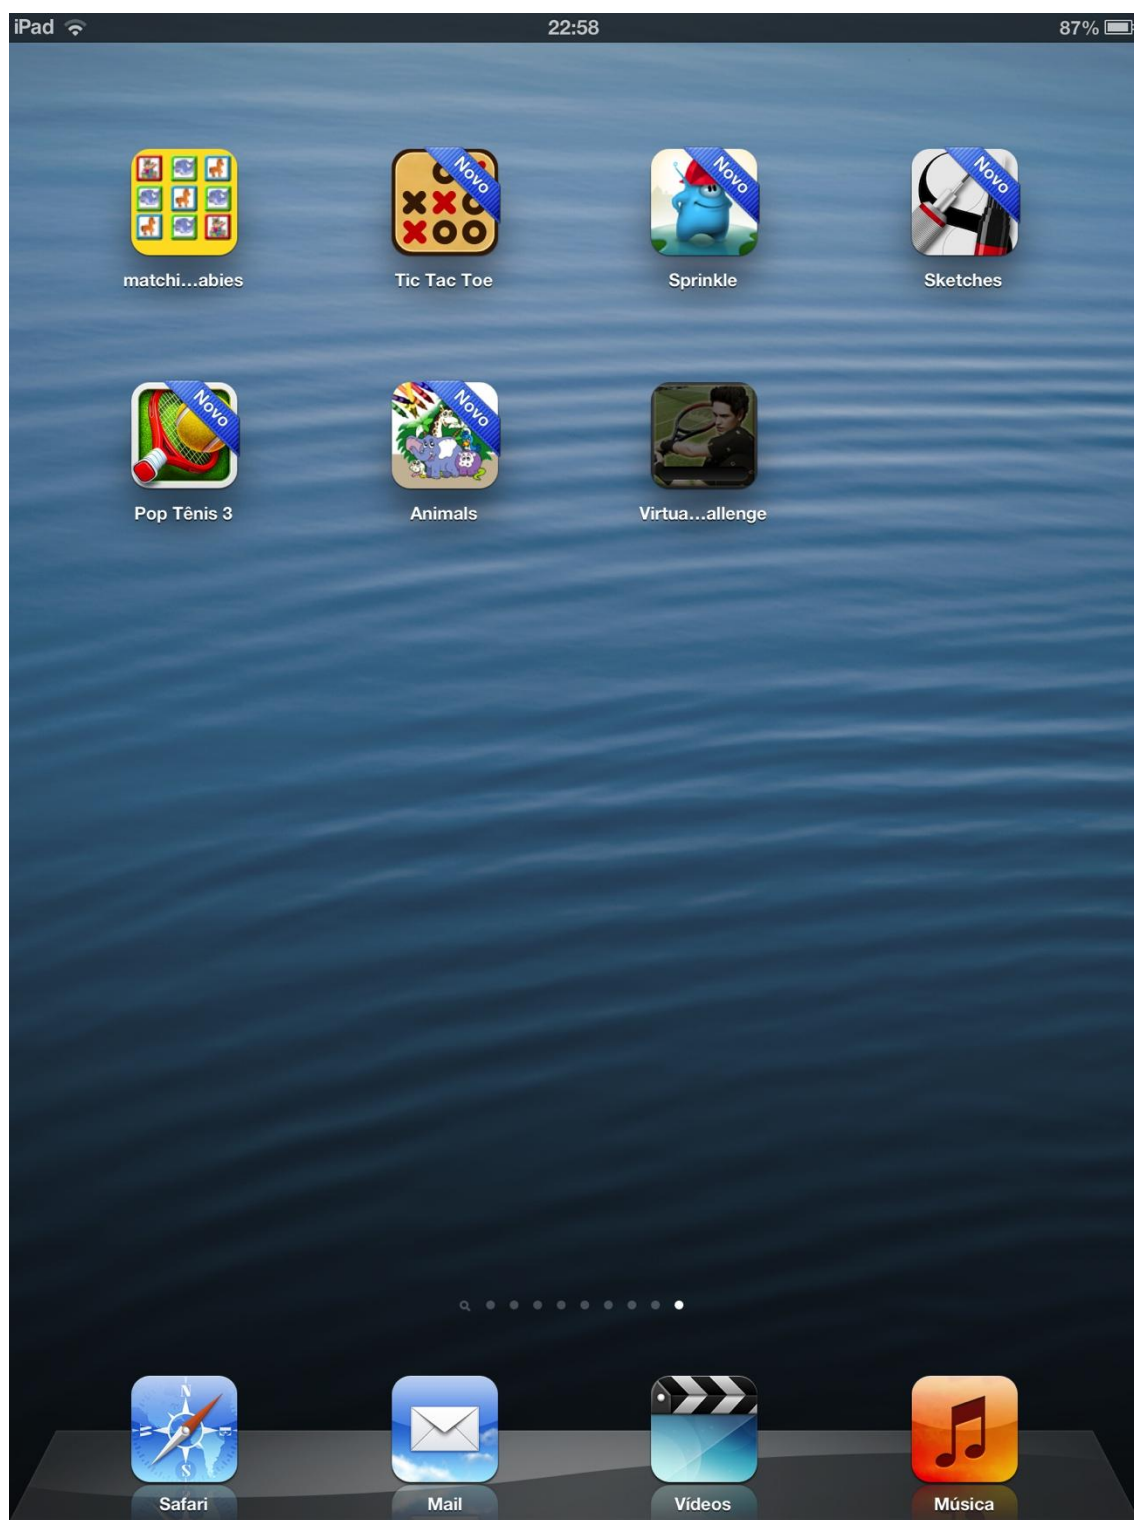 iPad 22:58 87%
Novo Novo Novo
matchi...abies Tic Tac Toe Sprinkle Sketches
Novo Novo
Pop Tênis 3 Animals Virtua...allenge
N
S
Safari Mail Vídeos Música